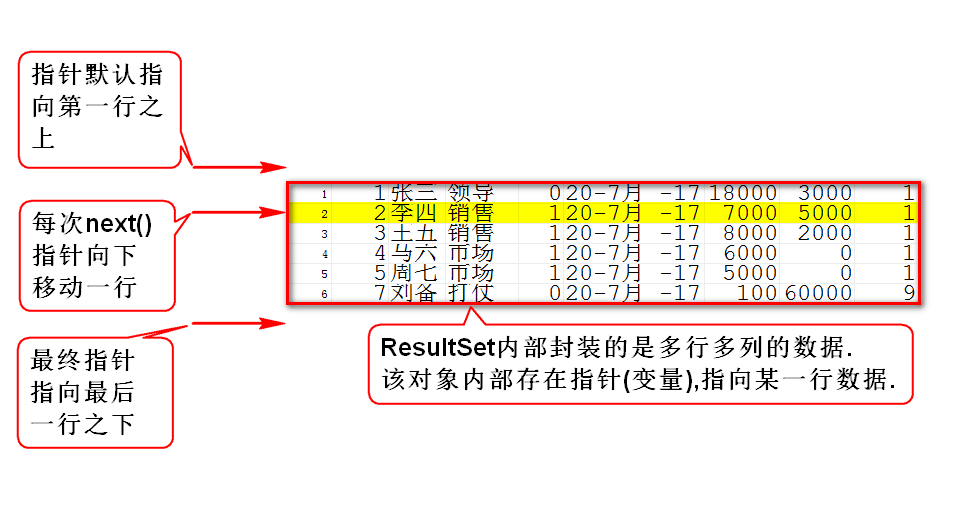 指针默认指
向第一行之
上
每次next()
指针向下
移动一行
最终指针
指向最后
一行之下
1 1 张三 领导 0 20-7月 -17 18000 3000 1
2 2 李四 销售 1 20-7月 -17 7000 5000 1
3 3 王五 销售 1 20-7月 -17 8000 2000 1
4 4 马六 市场 1 20-7月 -17 6000 0 1
5 5 周七 市场 1 20-7月 -17 5000 0 1
6 7 刘备 打仗 0 20-7月 -17 100 60000 9
ResultSet内部封装的是多行多列的数据.
该对象内部存在指针(变量),指向某一行数据.